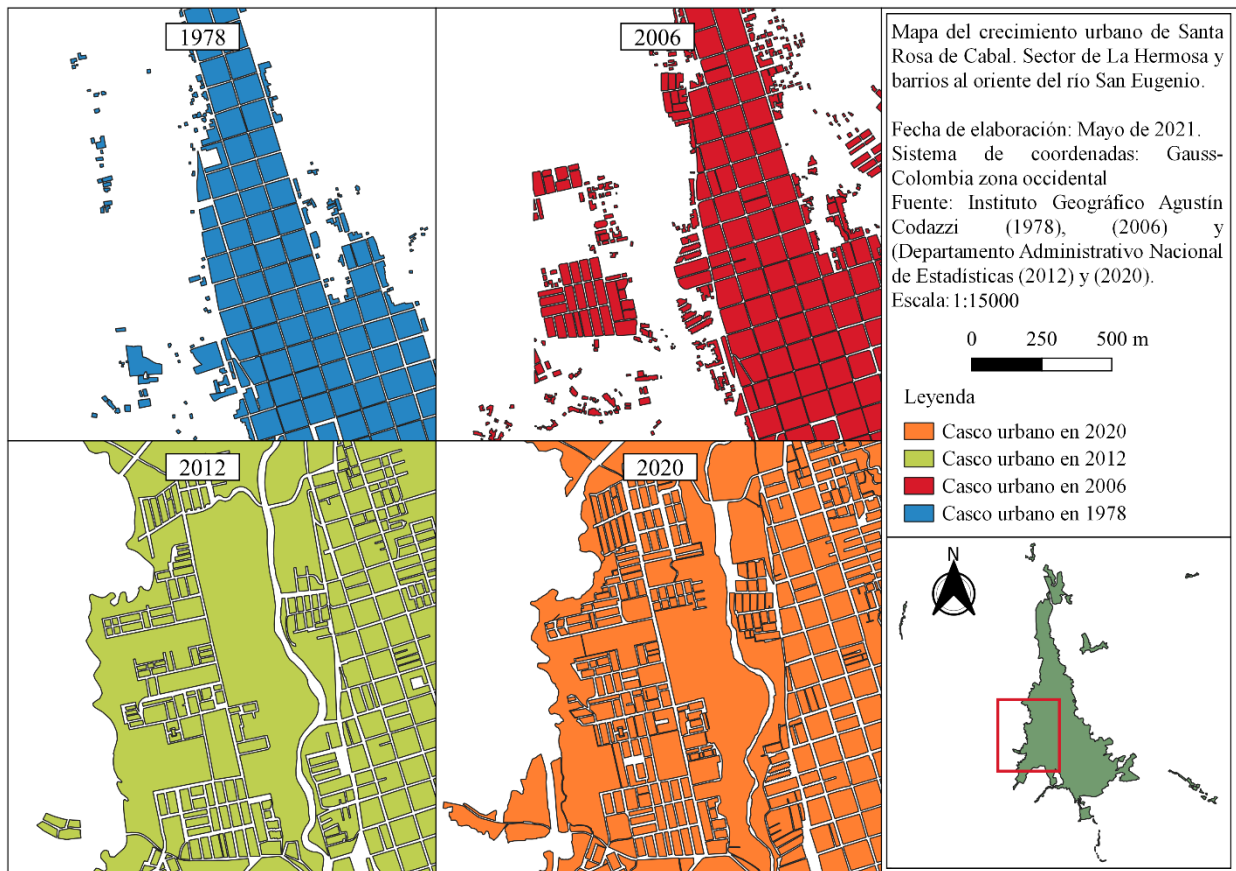 1978
2006
2012
2020
Mapa del crecimiento urbano de Santa
Rosa de Cabal. Sector de La Hermosa y
barrios al oriente del río San Eugenio.
Fecha de elaboración: Mayo de 2021.
Sistema de coordenadas: Gauss-
Colombia zona occidental
Fuente: Instituto Geográfico Agustín
Codazzi (1978), (2006) y
(Departamento Administrativo Nacional
de Estadísticas (2012) y (2020).
Escala: 1:15000
0 250 500 m
Leyenda
Casco urbano en 2020
Casco urbano en 2012
Casco urbano en 2006
Casco urbano en 1978
N